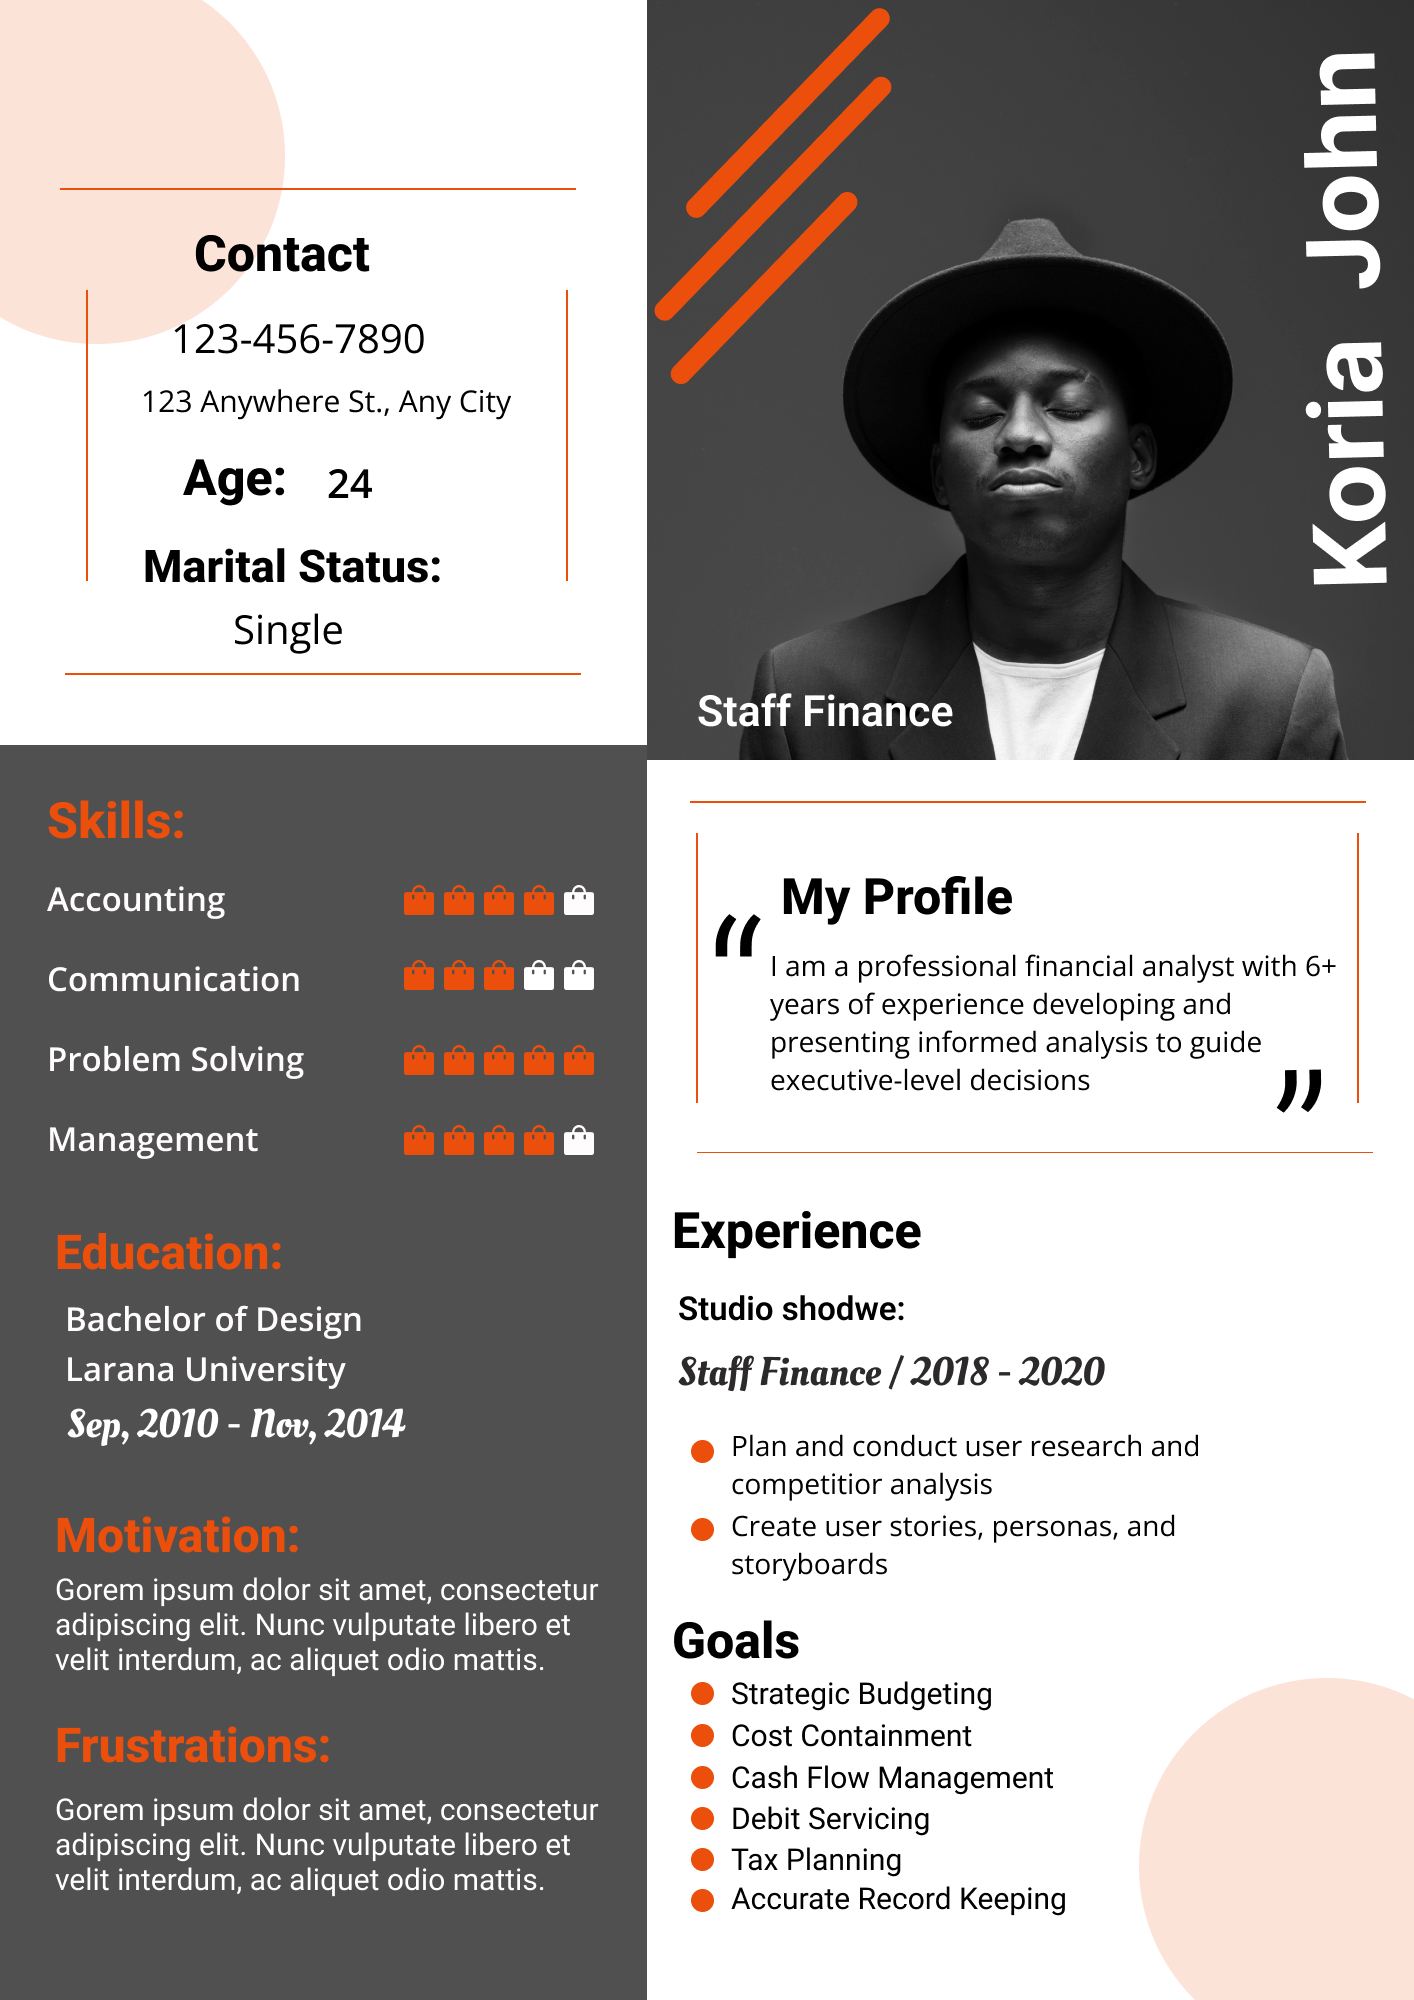 Contact
123-456-7890
123 Anywhere St., Any City
Age: 24
Marital Status:
Single
Koria John
Staff Finance
Skills:
Accounting
Communication
Problem Solving
Management
Education:
Bachelor of Design
Larana University
Sep, 2010 - Nov, 2014
Motivation:
Gorem ipsum dolor sit amet, consectetur
adipiscing elit. Nunc vulputate libero et
velit interdum, ac aliquet odio mattis.
Frustrations:
Gorem ipsum dolor sit amet, consectetur
adipiscing elit. Nunc vulputate libero et
velit interdum, ac aliquet odio mattis.
My Profile
“ I am a professional financial analyst with 6+
years of experience developing and
presenting informed analysis to guide
executive-level decisions ”
Experience
Studio shodwe:
Staff Finance / 2018 - 2020
Plan and conduct user research and
competitior analysis
Create user stories, personas, and
storyboards
Goals
Strategic Budgeting
Cost Containment
Cash Flow Management
Debit Servicing
Tax Planning
Accurate Record Keeping